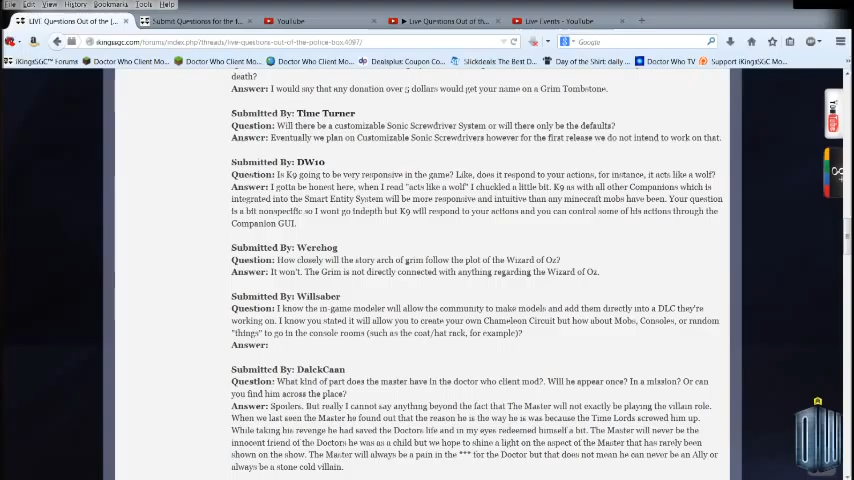 File Edit View History Bookmarks Tools Help
LIVE Questions Out of the [... × Submit Questions for the l... × YouTube × ▶ Live Questions Out of th... × Live Events - YouTube × +
ikingssgc.com/forums/index.php?threads/live-questions-out-of-the-police-box.4097/ Google
iKingsSGC™ Forums Doctor Who Client Mo... Doctor Who Client Mo... Doctor Who Client Mo... Dealsplus: Coupon Co... Slickdeals: The Best D... Day of the Shirt: daily ... Doctor Who TV Support iKingsSGC Mo...
death?
Answer: I would say that any donation over 5 dollars would get your name on a Grim Tombstone.
Submitted By: Time Turner
Question: Will there be a customizable Sonic Screwdriver System or will there only be the defaults?
Answer: Eventually we plan on Customizable Sonic Screwdrivers however for the first release we do not intend to work on that.
Submitted By: DW10
Question: Is K9 going to be very responsive in the game? Like, does it respond to your actions, for instance, it acts like a wolf?
Answer: I gotta be honest here, when I read "acts like a wolf" I chuckled a little bit. K9 as with all other Companions which is
integrated into the Smart Entity System will be more responsive and intuitive than any minecraft mobs have been. Your question
is a bit nonspecific so I wont go indepth but K9 will respond to your actions and you can control some of his actions through the
Companion GUI.
Submitted By: Werehog
Question: How closely will the story arch of grim follow the plot of the Wizard of Oz?
Answer: It won't. The Grim is not directly connected with anything regarding the Wizard of Oz.
Submitted By: Willsaber
Question: I know the in-game modeler will allow the community to make models and add them directly into a DLC they're
working on. I know you stated it will allow you to create your own Chameleon Circuit but how about Mobs, Consoles, or random
"things" to go in the console rooms (such as the coat/hat rack, for example)?
Answer:
Submitted By: DalekCaan
Question: What kind of part does the master have in the doctor who client mod?. Will he appear once? In a mission? Or can
you find him across the place?
Answer: Spoilers. But really I cannot say anything beyond the fact that The Master will not exactly be playing the villain role.
When we last seen the Master he found out that the reason he is the way he is was because the Time Lords screwed him up.
While taking his revenge he had saved the Doctors life and in my eyes redeemed himself a bit. The Master will never be the
innocent friend of the Doctors he was as a child but we hope to shine a light on the aspect of the Master that has rarely been
shown on the show. The Master will always be a pain in the *** for the Doctor but that does not mean he can never be an Ally or
always be a stone cold villain.
You Tube
DW